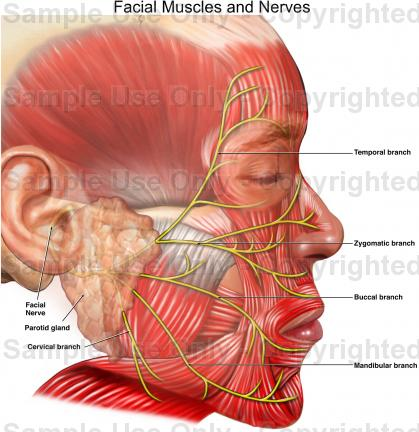 Facial Muscles and Nerves
Sample Use Only - Copyrighted
Sample Use Only - Copyrighted
Temporal branch
Sample Use Only - Copyrighted
Zygomatic branch
Sample Use Only - Copyrighted
Buccal branch
Facial
Nerve
Parotid gland
Cervical branch
Sample Use Only - Copyrighted
Mandibular branch